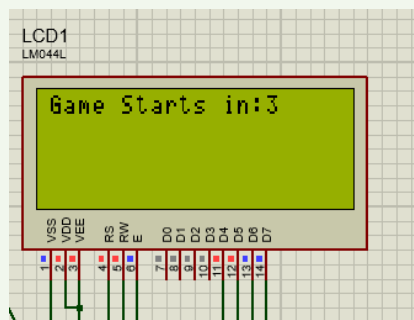 LCD1
LM044L
Game Starts in:3
VSS VDD VEE RS RW E D0 D1 D2 D3 D4 D5 D6 D7
1 2 3 4 5 6 7 8 9 10 11 12 13 14